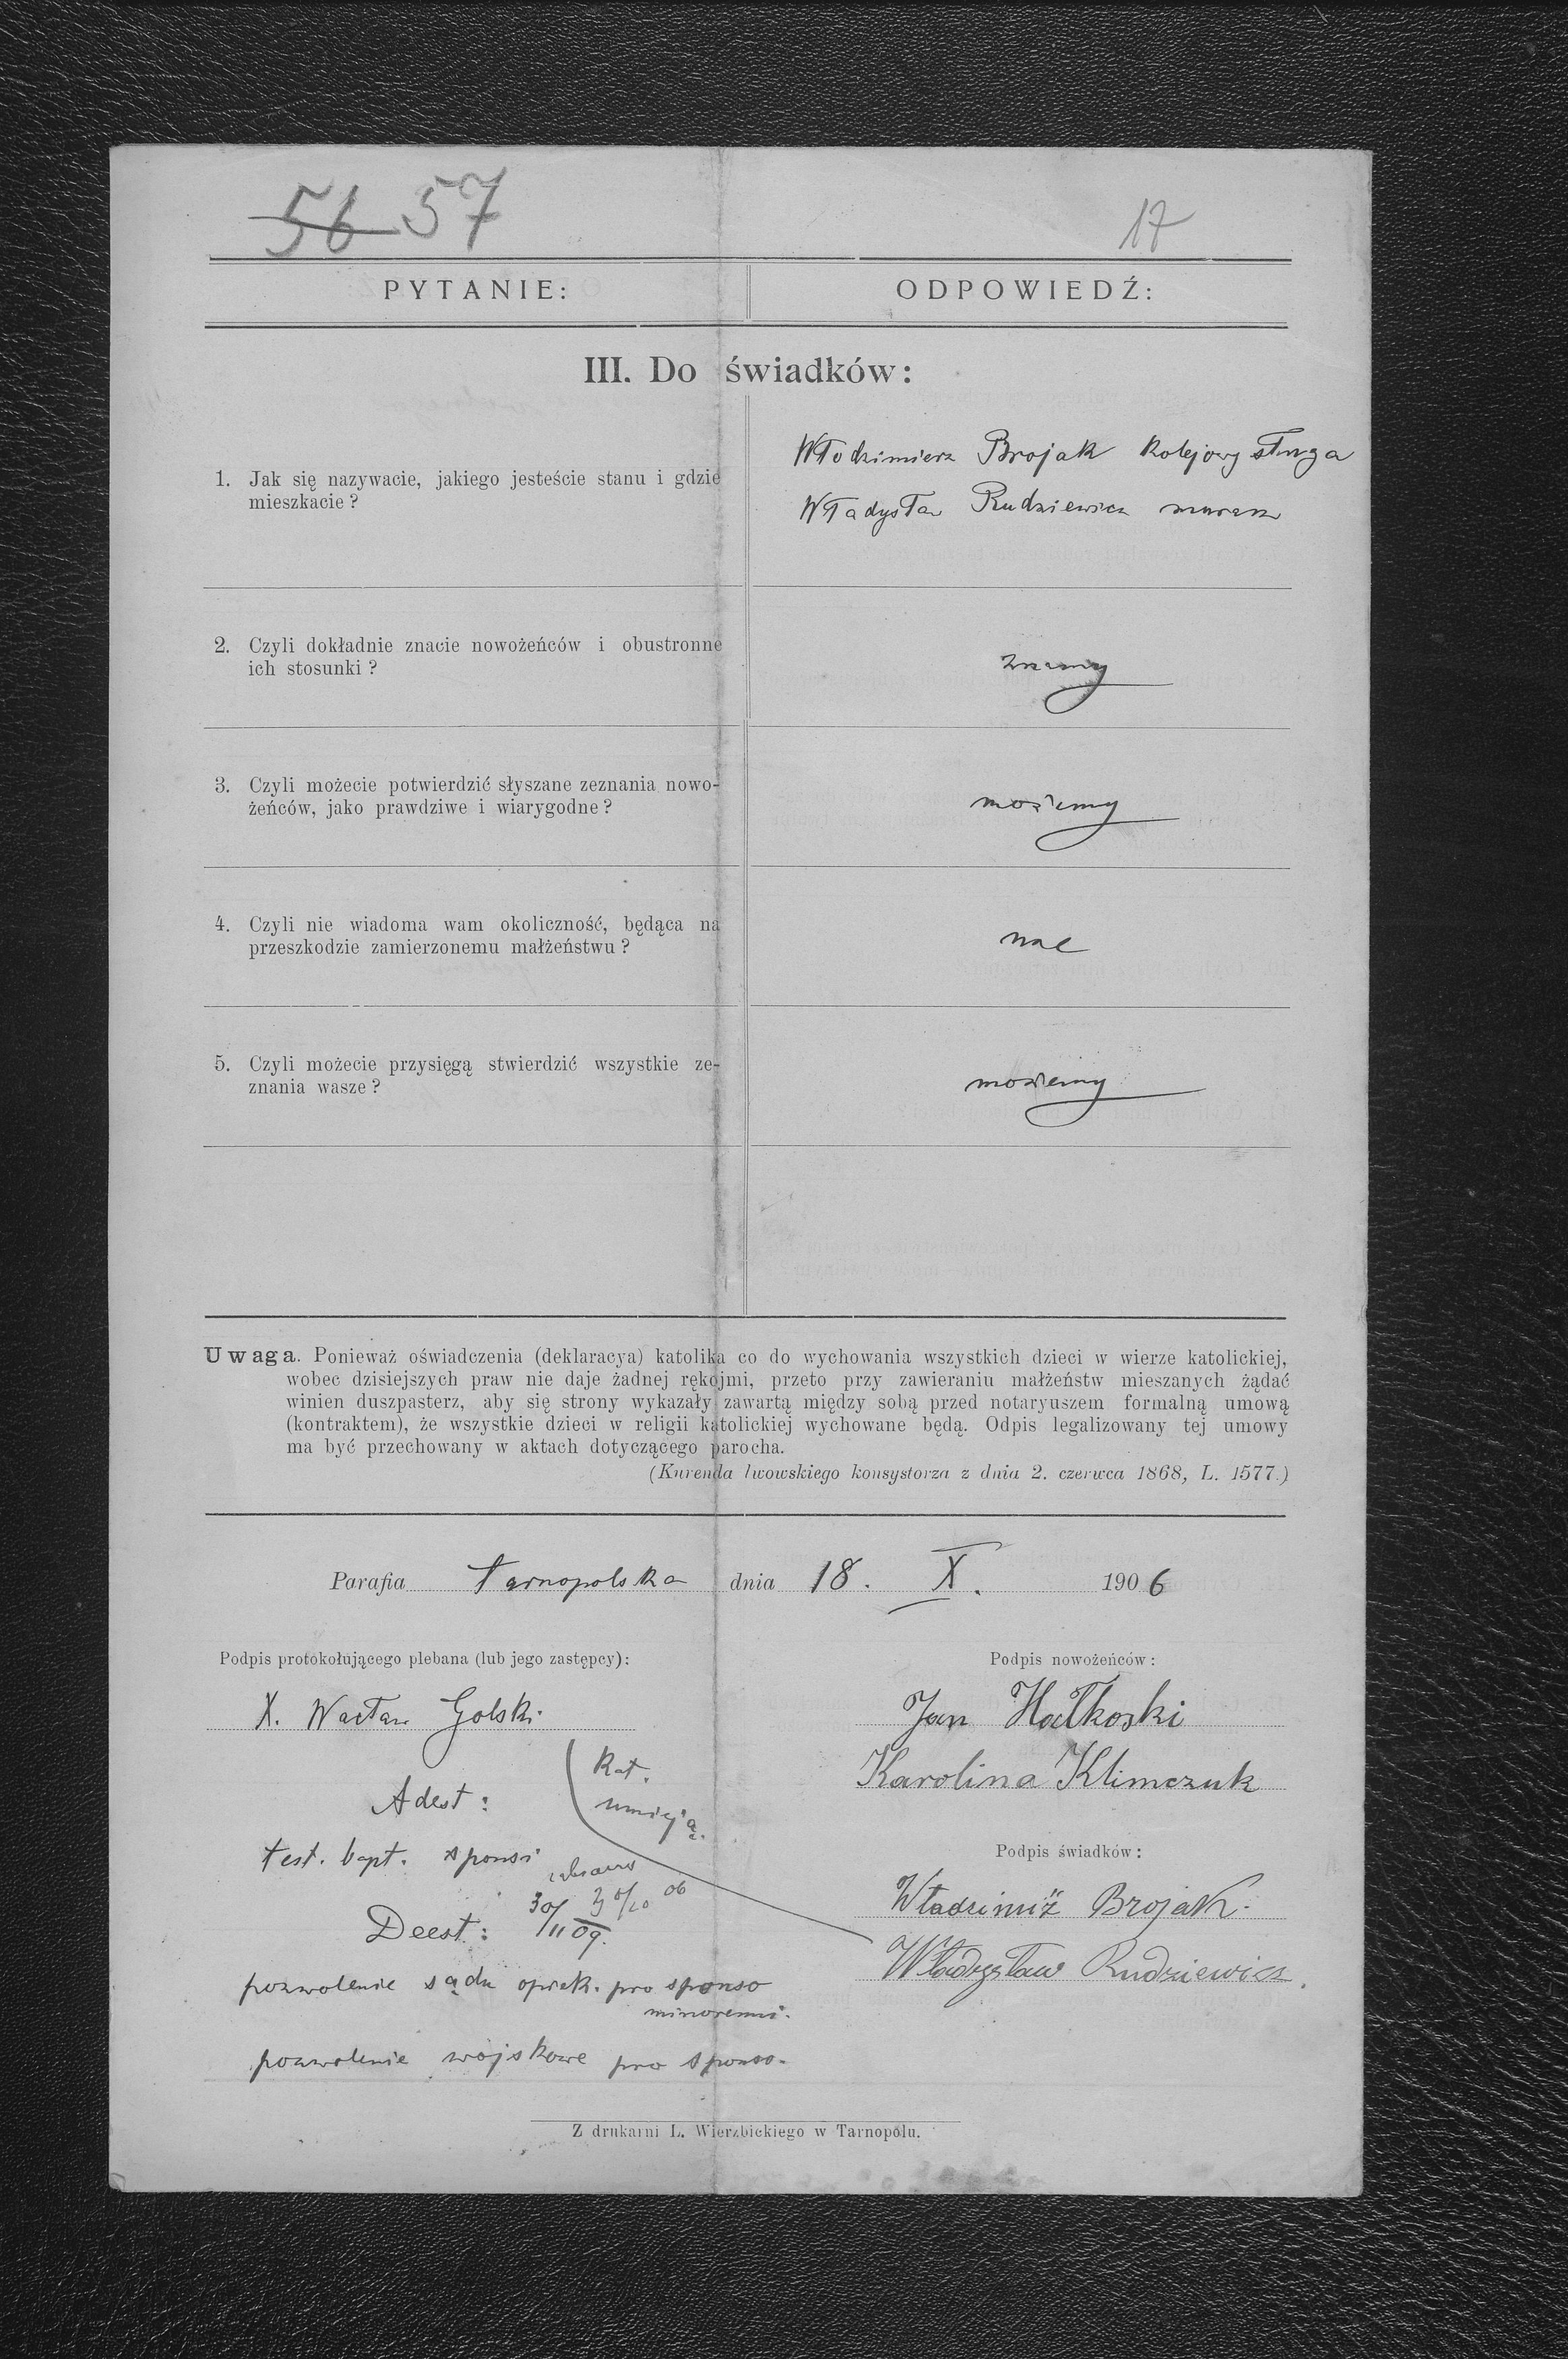 56 57
17
PYTANIE:
ODPOWIEDŹ:
III. Do świadków:
1. Jak się nazywacie, jakiego jesteście stanu i gdzie
mieszkacie?
Włodzimierz Brojak kolejowy sługa
Władysław Rudziewicz murarz
2. Czyli dokładnie znacie nowożeńców i obustronne
ich stosunki?
znamy
3. Czyli możecie potwierdzić słyszane zeznania nowo-
żeńców, jako prawdziwe i wiarygodne?
możemy
4. Czyli nie wiadoma wam okoliczność, będąca na
przeszkodzie zamierzonemu małżeństwu?
nie
5. Czyli możecie przysięgą stwierdzić wszystkie ze-
znania wasze?
możemy
Uwaga. Ponieważ oświadczenia (deklaracya) katolika co do wychowania wszystkich dzieci w wierze katolickiej,
wobec dzisiejszych praw nie daje żadnej rękojmi, przeto przy zawieraniu małżeństw mieszanych żądać
winien duszpasterz, aby się strony wykazały zawartą między sobą przed notaryuszem formalną umową
(kontraktem), że wszystkie dzieci w religii katolickiej wychowane będą. Odpis legalizowany tej umowy
ma być przechowany w aktach dotyczącego parocha.
(Kurenda lwowskiego konsystorza z dnia 2. czerwca 1868, L. 1577.)
Parafia tarnopolska dnia 18. X. 1906
Podpis protokołującego plebana (lub jego zastępcy):
X. Wacław Golski
Podpis nowożeńców:
Jan Hałkoski
Karolina Klimczuk
Kat.
umieją.
Adest:
test. bapt. sponsi
Deest:
pozwolenie sądu opiek. pro sponso
minorenni.
pozwolenie wojskowe pro sponso.
Podpis świadków:
Władzimiż Brojak.
Władysław Rudziewicz.
Z drukarni L. Wierzbickiego w Tarnopolu.